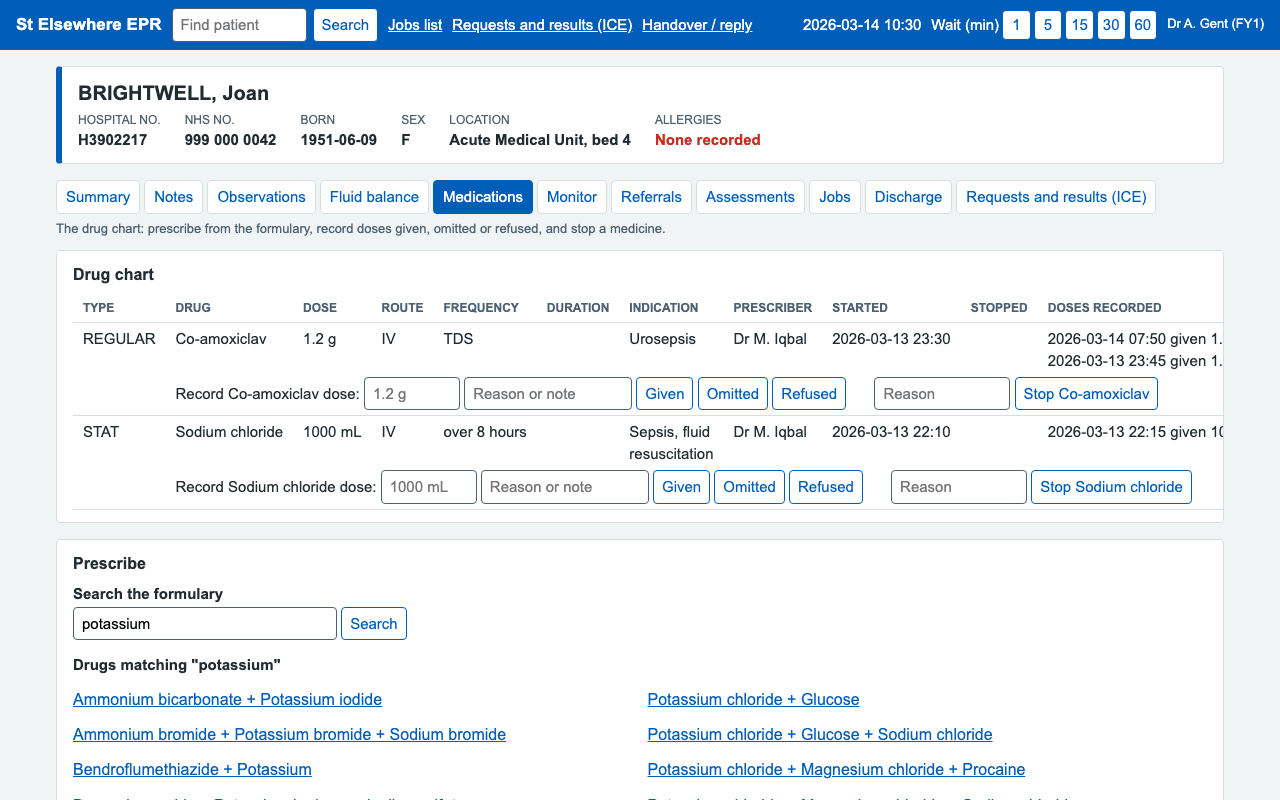 St Elsewhere EPR Find patient Search Jobs list Requests and results (ICE) Handover / reply 2026-03-14 10:30 Wait (min) 1 5 15 30 60 Dr A. Gent (FY1)
BRIGHTWELL, Joan
HOSPITAL NO. NHS NO. BORN SEX LOCATION ALLERGIES
H3902217 999 000 0042 1951-06-09 F Acute Medical Unit, bed 4 None recorded
Summary Notes Observations Fluid balance Medications Monitor Referrals Assessments Jobs Discharge Requests and results (ICE)
The drug chart: prescribe from the formulary, record doses given, omitted or refused, and stop a medicine.
Drug chart
TYPE DRUG DOSE ROUTE FREQUENCY DURATION INDICATION PRESCRIBER STARTED STOPPED DOSES RECORDED
REGULAR Co-amoxiclav 1.2 g IV TDS Urosepsis Dr M. Iqbal 2026-03-13 23:30 2026-03-14 07:50 given 1.
2026-03-13 23:45 given 1.
Record Co-amoxiclav dose: 1.2 g Reason or note Given Omitted Refused Reason Stop Co-amoxiclav
STAT Sodium chloride 1000 mL IV over 8 hours Sepsis, fluid Dr M. Iqbal 2026-03-13 22:10 2026-03-13 22:15 given 10
resuscitation
Record Sodium chloride dose: 1000 mL Reason or note Given Omitted Refused Reason Stop Sodium chloride
Prescribe
Search the formulary
potassium Search
Drugs matching "potassium"
Ammonium bicarbonate + Potassium iodide Potassium chloride + Glucose
Ammonium bromide + Potassium bromide + Sodium bromide Potassium chloride + Glucose + Sodium chloride
Bendroflumethiazide + Potassium Potassium chloride + Magnesium chloride + Procaine